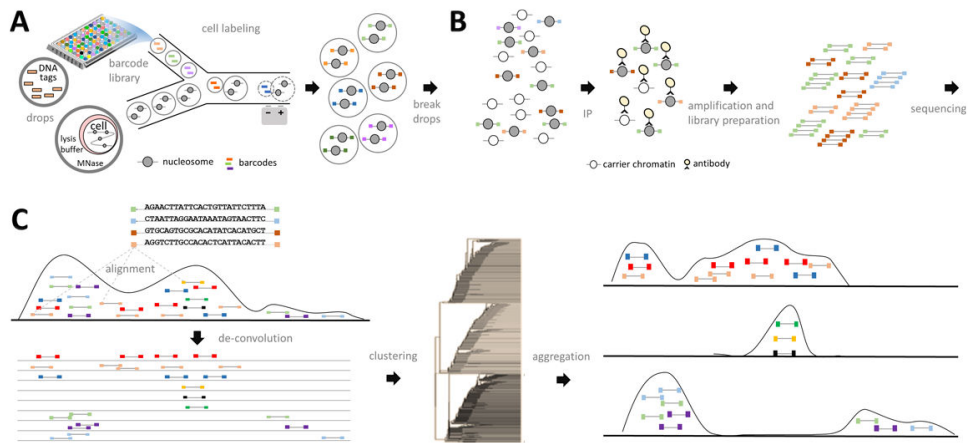 A
cell labeling
barcode
library
DNA
tags
drops
cell
lysis
buffer
MNase
- +
nucleosome
barcodes
break
drops
B
IP
amplification and
library preparation
sequencing
carrier chromatin
antibody
C
AGAACTTATTCACTGTTATTCTTTA
CTAATTAGGAATAAATAGTAACTTC
GTGCAGTGCGCACATATCACATGCT
AGGTCTTGCCACACTCATTACACTT
alignment
de-convolution
clustering
aggregation